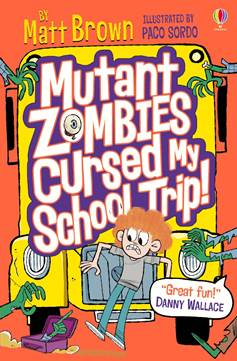 BY
MATT BROWN
ILLUSTRATED BY
PACO SORDO
MUTANT
ZOMBIES
CURSED MY
SCHOOL TRIP!
"Great fun!"
DANNY WALLACE